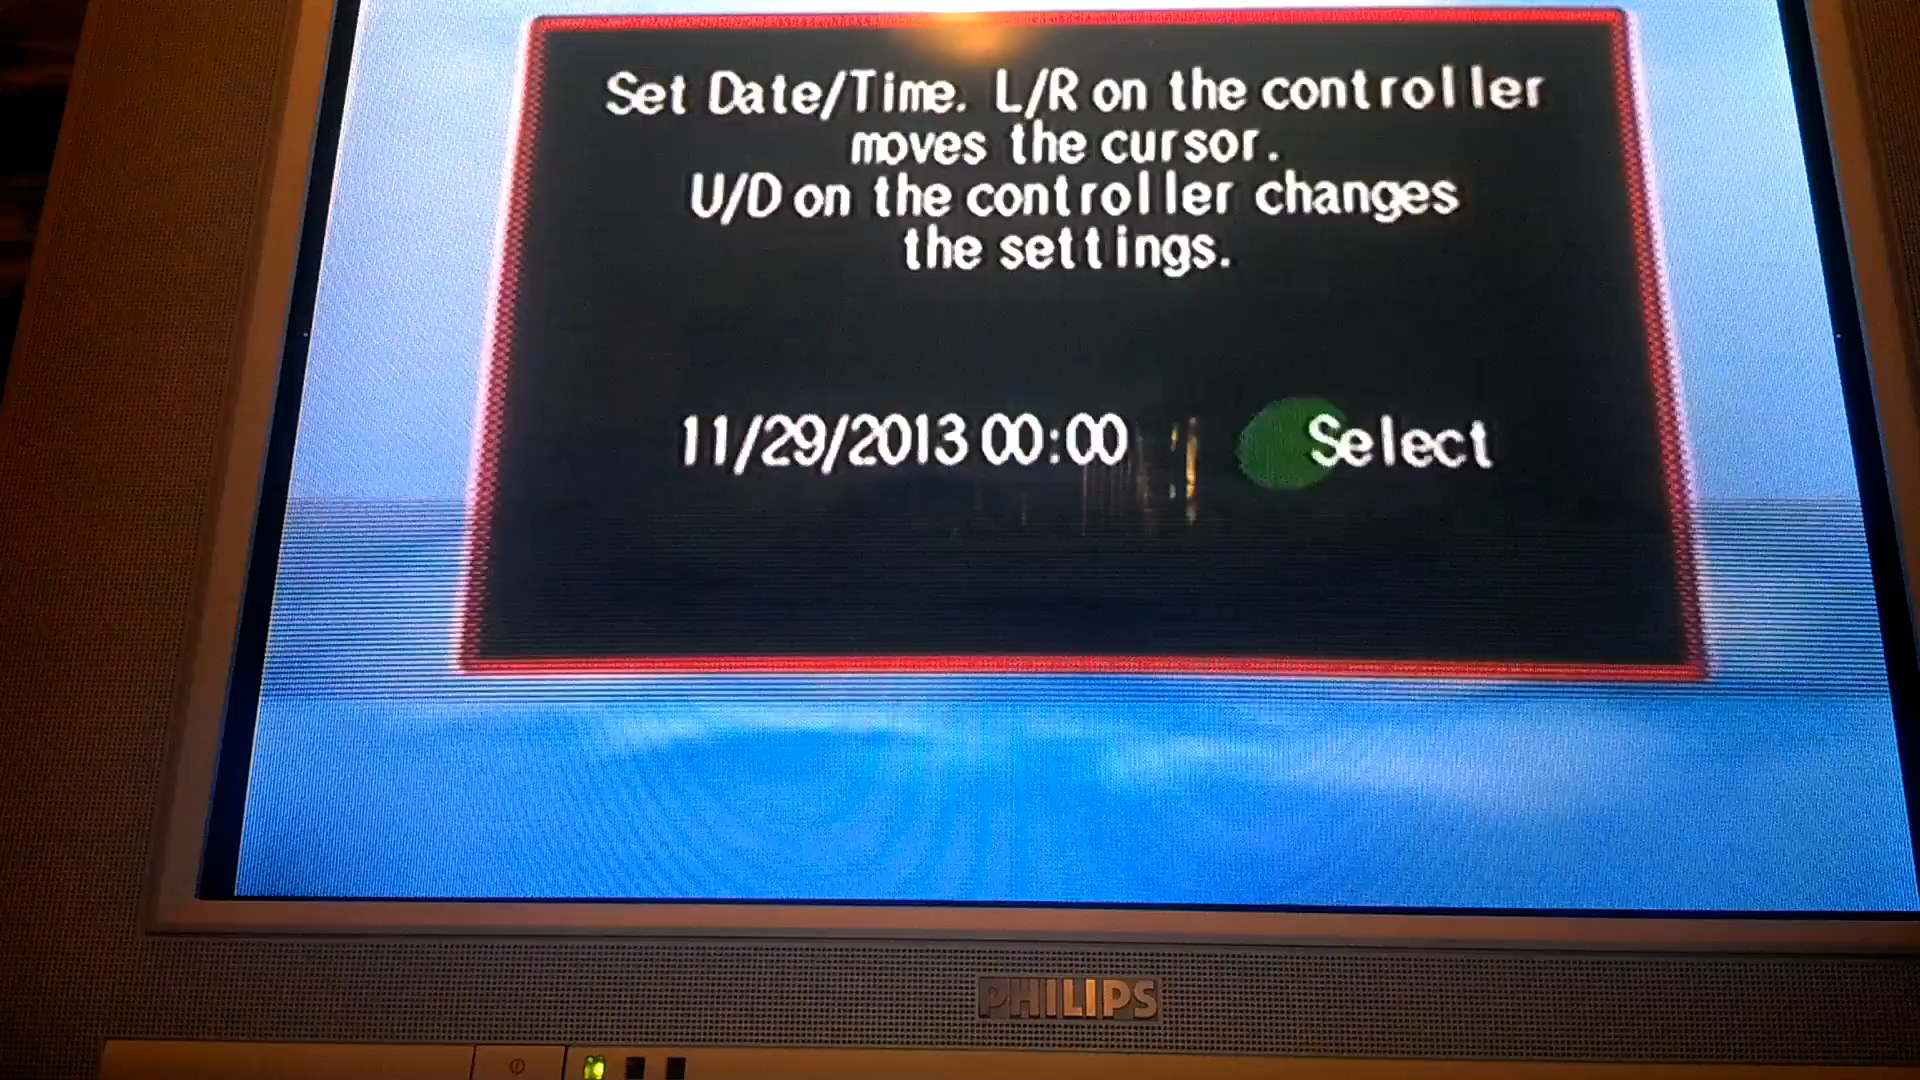 Set Date/Time. L/R on the controller
moves the cursor.
U/D on the controller changes
the settings.
11/29/2013 00:00 Select
PHILIPS